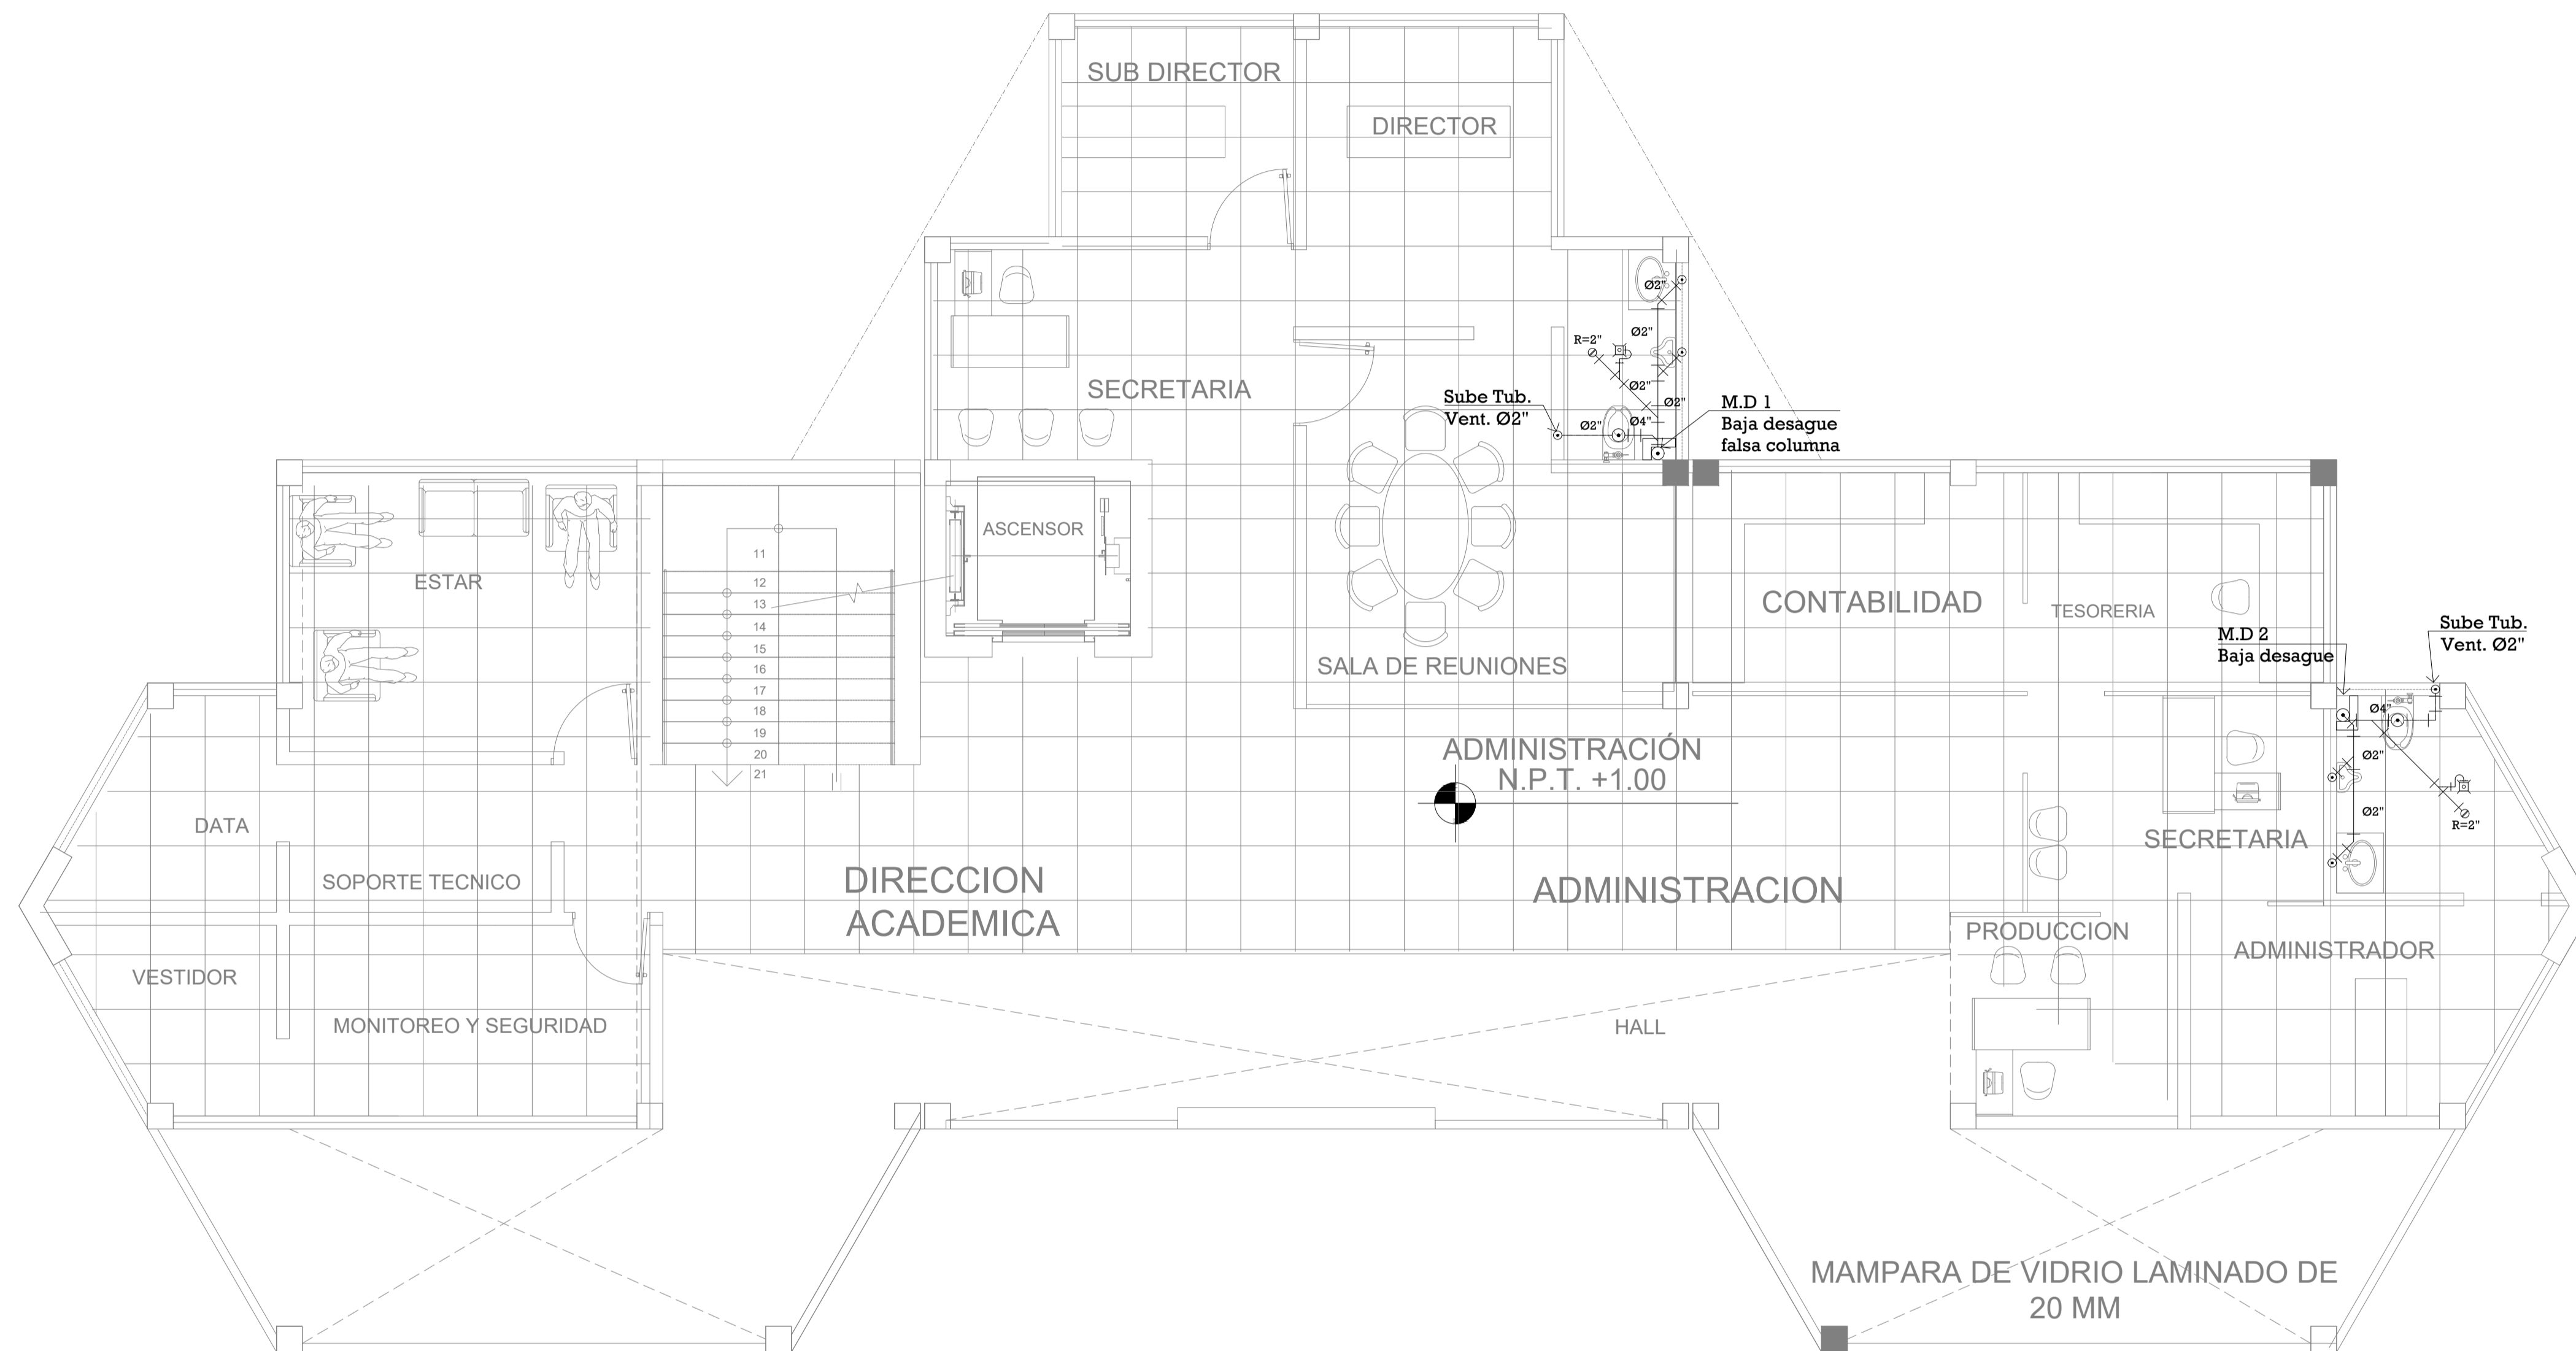 SUB DIRECTOR
DIRECTOR
Ø2"
Ø2"
R=2"
Ø2"
SECRETARIA
Sube Tub.
Vent. Ø2"
Ø2"
Ø4"
Ø2"
M.D 1
Baja desague
falsa columna
ASCENSOR
ESTAR
11
12
13
14
15
16
17
18
19
20
21
CONTABILIDAD
TESORERIA
SALA DE REUNIONES
M.D 2
Baja desague
Sube Tub.
Vent. Ø2"
Ø4"
Ø2"
Ø2"
R=2"
ADMINISTRACIÓN
N.P.T. +1.00
DATA
SOPORTE TECNICO
DIRECCION
ACADEMICA
ADMINISTRACION
SECRETARIA
PRODUCCION
ADMINISTRADOR
VESTIDOR
MONITOREO Y SEGURIDAD
HALL
MAMPARA DE VIDRIO LAMINADO DE
20 MM